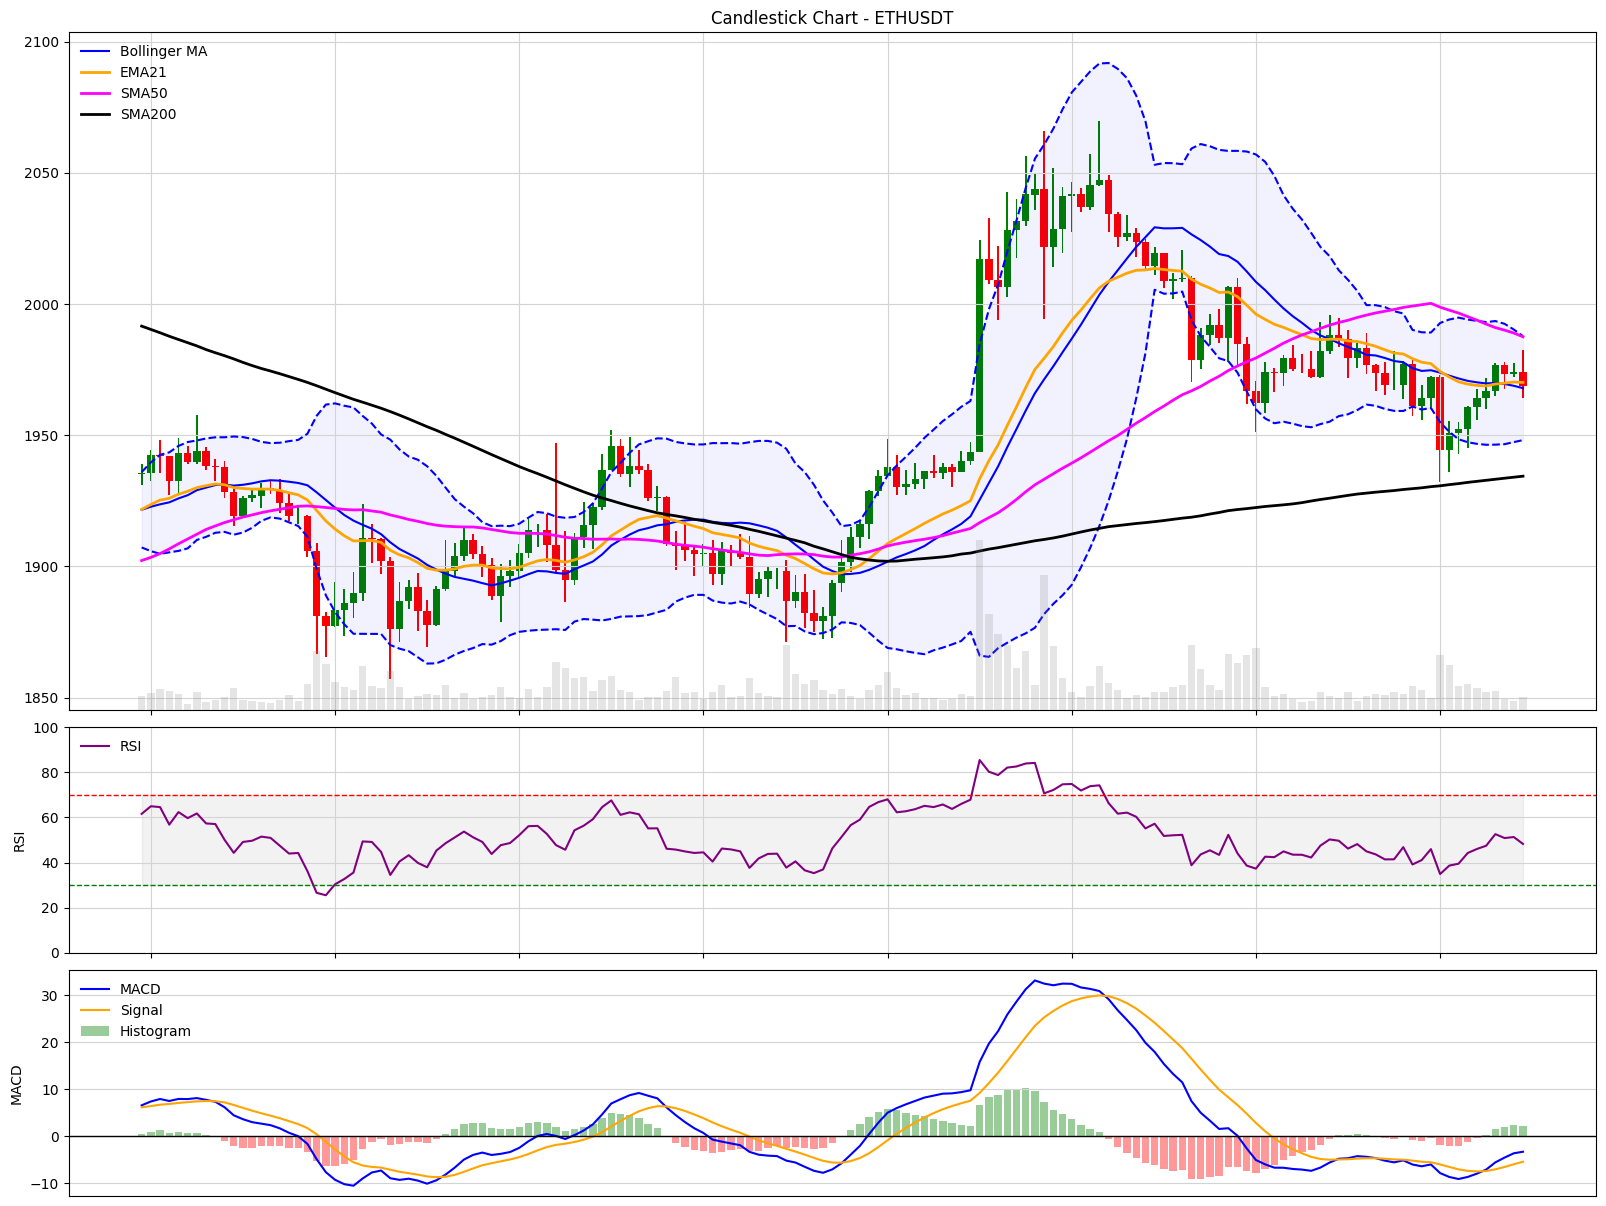 Candlestick Chart - ETHUSDT
2100
2050
2000
1950
1900
1850
Bollinger MA
EMA21
SMA50
SMA200
100
80
60
40
20
0
RSI
RSI
30
20
10
0
−10
MACD
MACD
Signal
Histogram